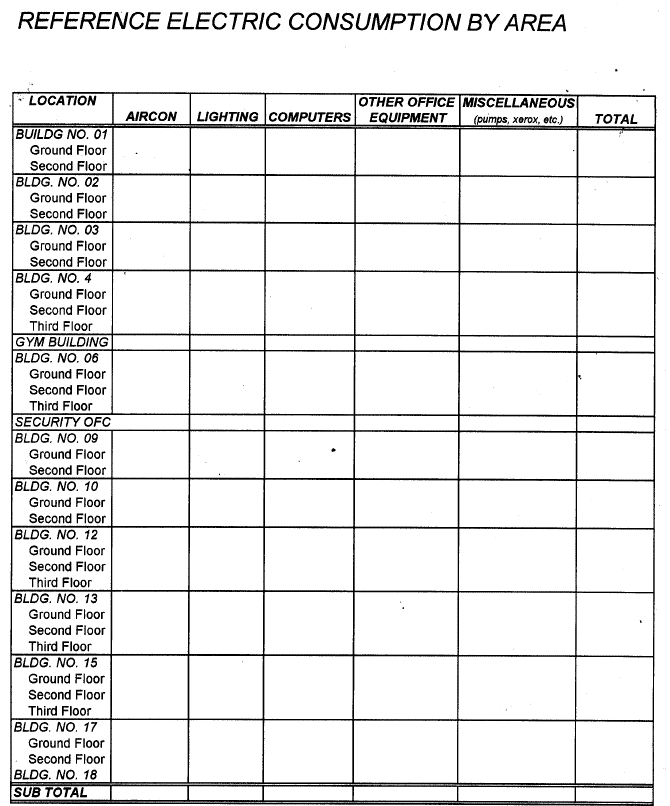 REFERENCE ELECTRIC CONSUMPTION BY AREA
LOCATION AIRCON LIGHTING COMPUTERS OTHER OFFICE EQUIPMENT MISCELLANEOUS (pumps, xerox, etc.) TOTAL
BUILDG NO. 01
Ground Floor
Second Floor
BLDG. NO. 02
Ground Floor
Second Floor
BLDG. NO. 03
Ground Floor
Second Floor
BLDG. NO. 4
Ground Floor
Second Floor
Third Floor
GYM BUILDING
BLDG. NO. 06
Ground Floor
Second Floor
Third Floor
SECURITY OFC
BLDG. NO. 09
Ground Floor
Second Floor
BLDG. NO. 10
Ground Floor
Second Floor
BLDG. NO. 12
Ground Floor
Second Floor
Third Floor
BLDG. NO. 13
Ground Floor
Second Floor
Third Floor
BLDG. NO. 15
Ground Floor
Second Floor
Third Floor
BLDG. NO. 17
Ground Floor
Second Floor
BLDG. NO. 18
SUB TOTAL